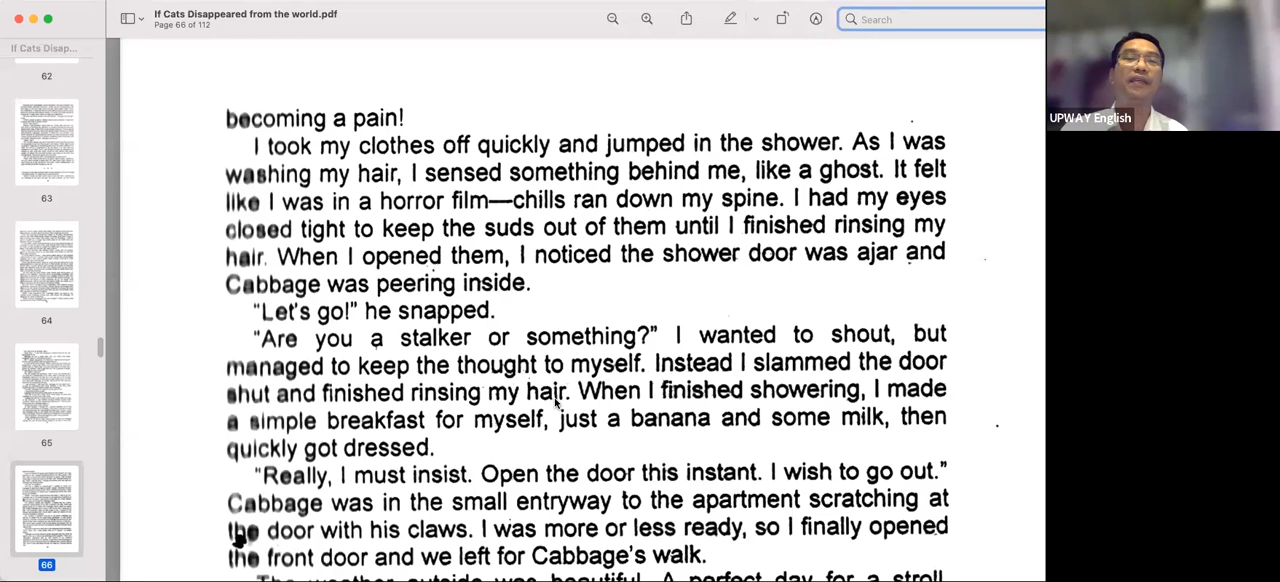 If Cats Disappeared from the world.pdf
Page 66 of 112
Search
If Cats Disap...
62
63
64
65
66
UPWAY English
becoming a pain!
I took my clothes off quickly and jumped in the shower. As I was
washing my hair, I sensed something behind me, like a ghost. It felt
like I was in a horror film—chills ran down my spine. I had my eyes
closed tight to keep the suds out of them until I finished rinsing my
hair. When I opened them, I noticed the shower door was ajar and
Cabbage was peering inside.
"Let's go!" he snapped.
"Are you a stalker or something?" I wanted to shout, but
managed to keep the thought to myself. Instead I slammed the door
shut and finished rinsing my hair. When I finished showering, I made
a simple breakfast for myself, just a banana and some milk, then
quickly got dressed.
"Really, I must insist. Open the door this instant. I wish to go out."
Cabbage was in the small entryway to the apartment scratching at
the door with his claws. I was more or less ready, so I finally opened
the front door and we left for Cabbage's walk.
The weather outside was beautiful. A perfect day for a stroll